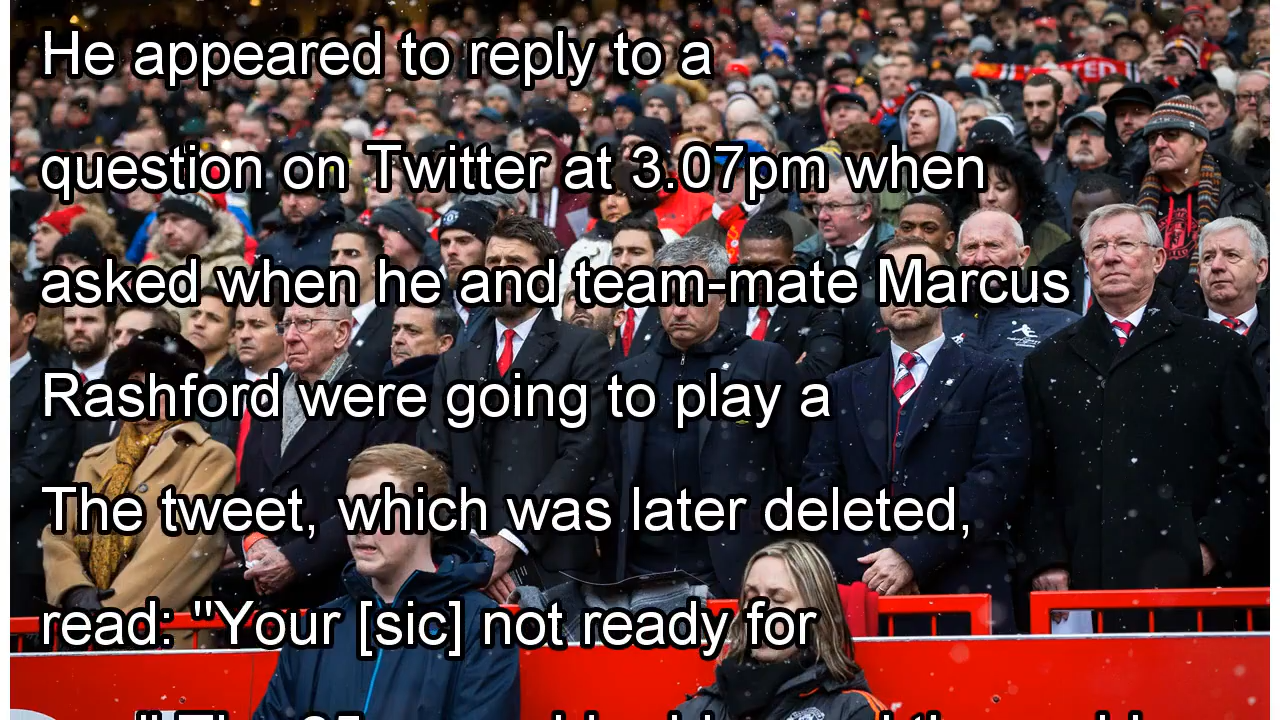 He appeared to reply to a
question on Twitter at 3.07pm when
asked when he and team-mate Marcus
Rashford were going to play a
The tweet, which was later deleted,
read: "Your [sic] not ready for